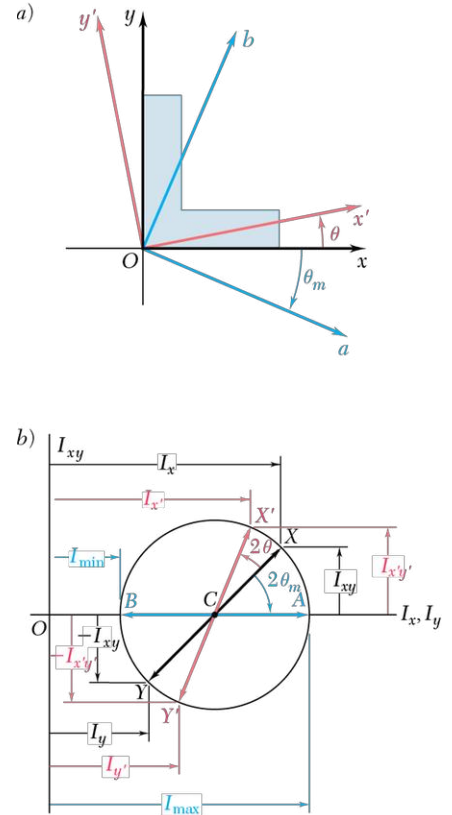 a)
y′ y
b
x′
θ
O x
θm
a
b)
Ixy
Ix
Ix′
X′
X
2θ
Imin
2θm
Ixy
Ix′y′
B C A
O
Ix, Iy
−Ixy
−Ix′y′
Y
Y′
Iy
Iy′
Imax